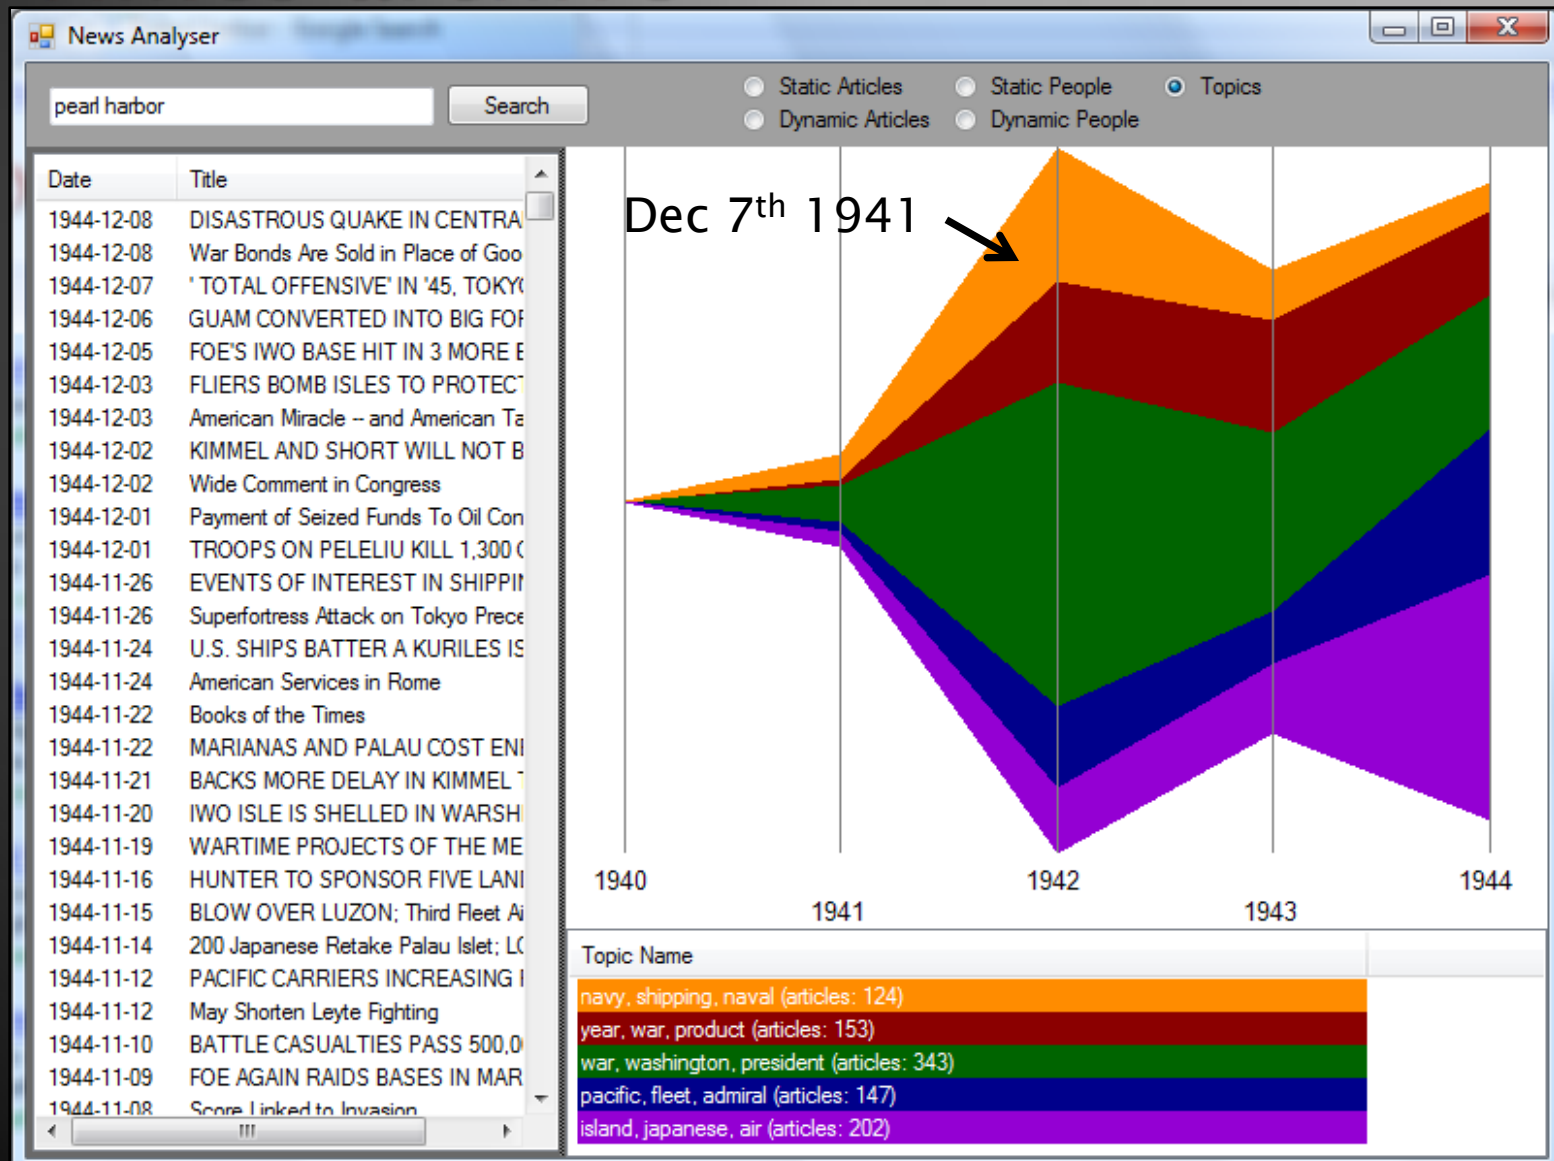 News Analyser
pearl harbor
Search
Static Articles
Static People
Topics
Dynamic Articles
Dynamic People
Date Title
1944-12-08 DISASTROUS QUAKE IN CENTRA
1944-12-08 War Bonds Are Sold in Place of Goo
1944-12-07 ' TOTAL OFFENSIVE' IN '45, TOKYO
1944-12-06 GUAM CONVERTED INTO BIG FOR
1944-12-05 FOE'S IWO BASE HIT IN 3 MORE
1944-12-03 FLIERS BOMB ISLES TO PROTECT
1944-12-03 American Miracle -- and American Ta
1944-12-02 KIMMEL AND SHORT WILL NOT B
1944-12-02 Wide Comment in Congress
1944-12-01 Payment of Seized Funds To Oil Con
1944-12-01 TROOPS ON PELELIU KILL 1,300
1944-11-26 EVENTS OF INTEREST IN SHIPPIN
1944-11-26 Superfortress Attack on Tokyo Prece
1944-11-24 U.S. SHIPS BATTER A KURILES IS
1944-11-24 American Services in Rome
1944-11-22 Books of the Times
1944-11-22 MARIANAS AND PALAU COST ENE
1944-11-21 BACKS MORE DELAY IN KIMMEL
1944-11-20 IWO ISLE IS SHELLED IN WARSH
1944-11-19 WARTIME PROJECTS OF THE ME
1944-11-16 HUNTER TO SPONSOR FIVE LAN
1944-11-15 BLOW OVER LUZON; Third Fleet Ai
1944-11-14 200 Japanese Retake Palau Islet; LO
1944-11-12 PACIFIC CARRIERS INCREASING
1944-11-12 May Shorten Leyte Fighting
1944-11-10 BATTLE CASUALTIES PASS 500,0
1944-11-09 FOE AGAIN RAIDS BASES IN MAR
1944-11-08 Score Linked to Invasion
Dec 7th 1941
1940
1941
1942
1943
1944
Topic Name
navy, shipping, naval (articles: 124)
year, war, product (articles: 153)
war, washington, president (articles: 343)
pacific, fleet, admiral (articles: 147)
island, japanese, air (articles: 202)